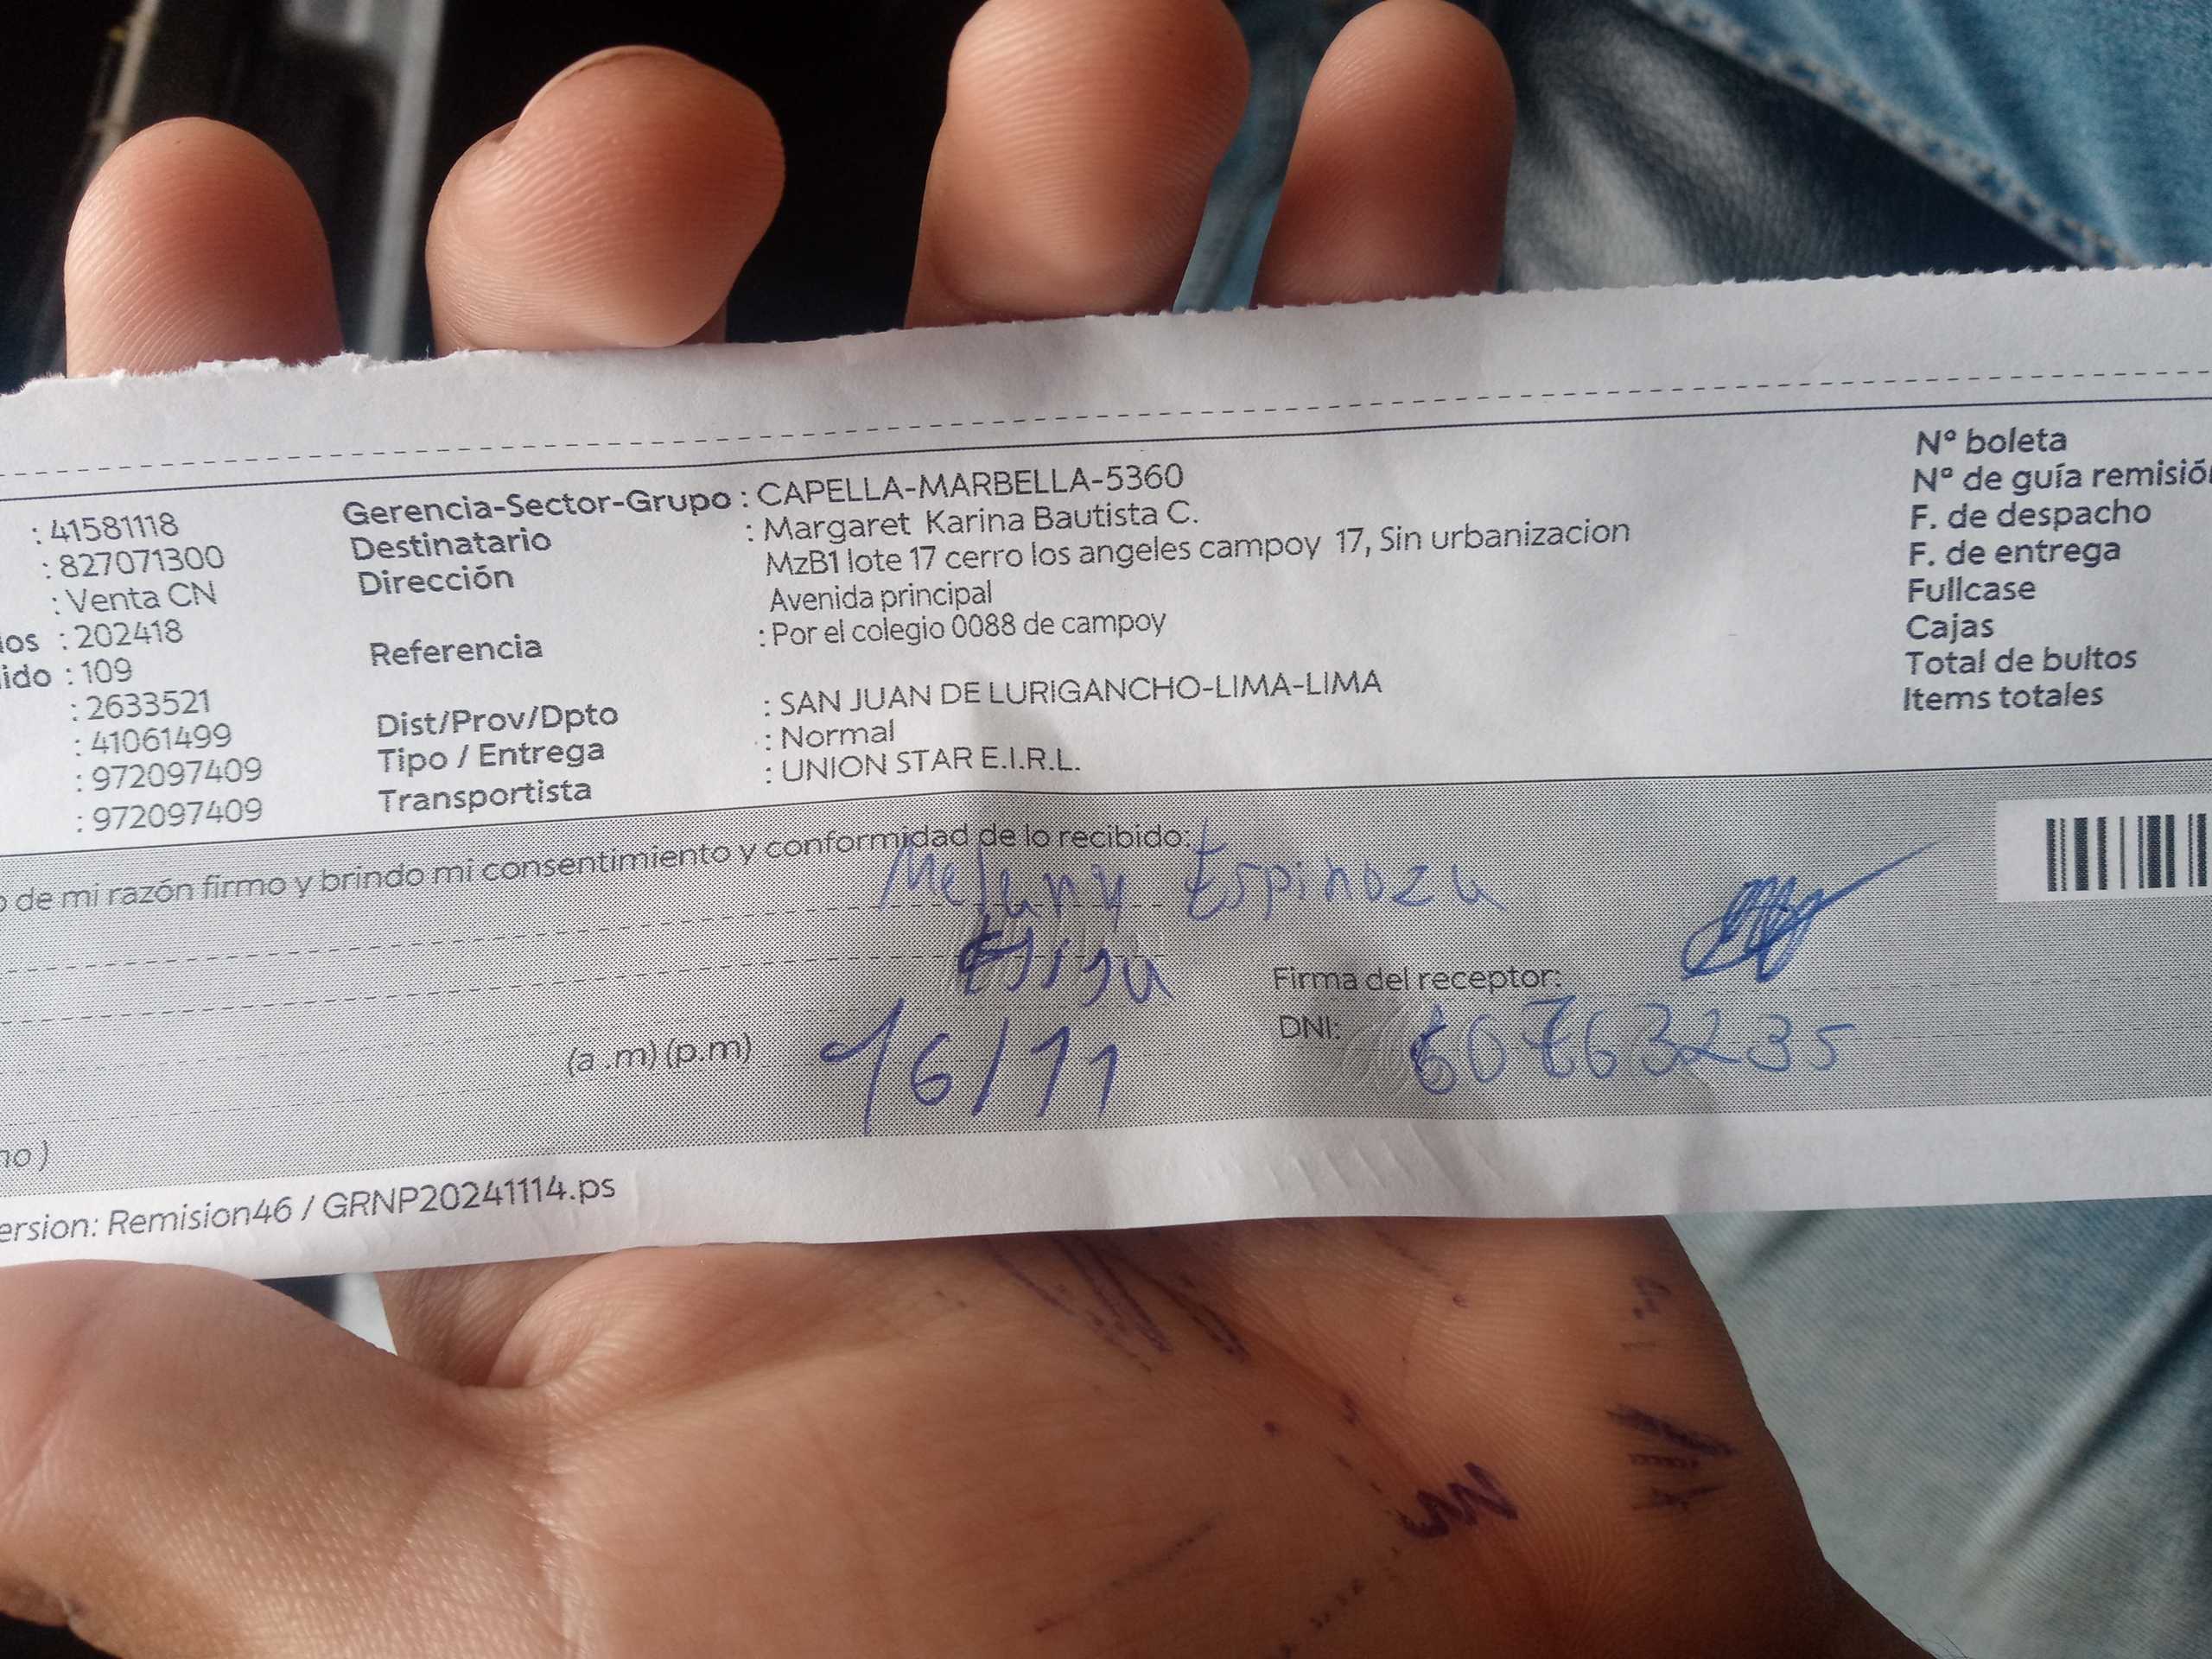 : 41581118
: 827071300
: Venta CN
os : 202418
ido : 109
: 2633521
: 41061499
: 972097409
: 972097409
Gerencia-Sector-Grupo : CAPELLA-MARBELLA-5360
Destinatario : Margaret Karina Bautista C.
Dirección MzB1 lote 17 cerro los angeles campoy 17, Sin urbanizacion
Avenida principal
Referencia : Por el colegio 0088 de campoy
Dist/Prov/Dpto : SAN JUAN DE LURIGANCHO-LIMA-LIMA
Tipo / Entrega : Normal
Transportista : UNION STAR E.I.R.L.
Nº boleta
Nº de guía remisió
F. de despacho
F. de entrega
Fullcase
Cajas
Total de bultos
Items totales
o de mi razón firmo y brindo mi consentimiento y conformidad de lo recibido:
Melany Espinoza
Firma del receptor:
(a .m) (p.m) 16/11
DNI: 60763235
no )
ersion: Remision46 / GRNP20241114.ps